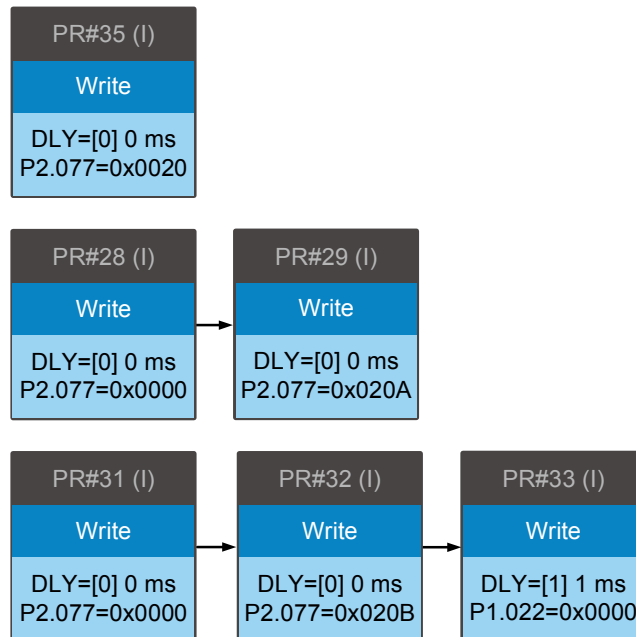 PR#35 (I)
Write
DLY=[0] 0 ms
P2.077=0x0020
PR#28 (I)
Write
DLY=[0] 0 ms
P2.077=0x0000
PR#29 (I)
Write
DLY=[0] 0 ms
P2.077=0x020A
PR#31 (I)
Write
DLY=[0] 0 ms
P2.077=0x0000
PR#32 (I)
Write
DLY=[0] 0 ms
P2.077=0x020B
PR#33 (I)
Write
DLY=[1] 1 ms
P1.022=0x0000